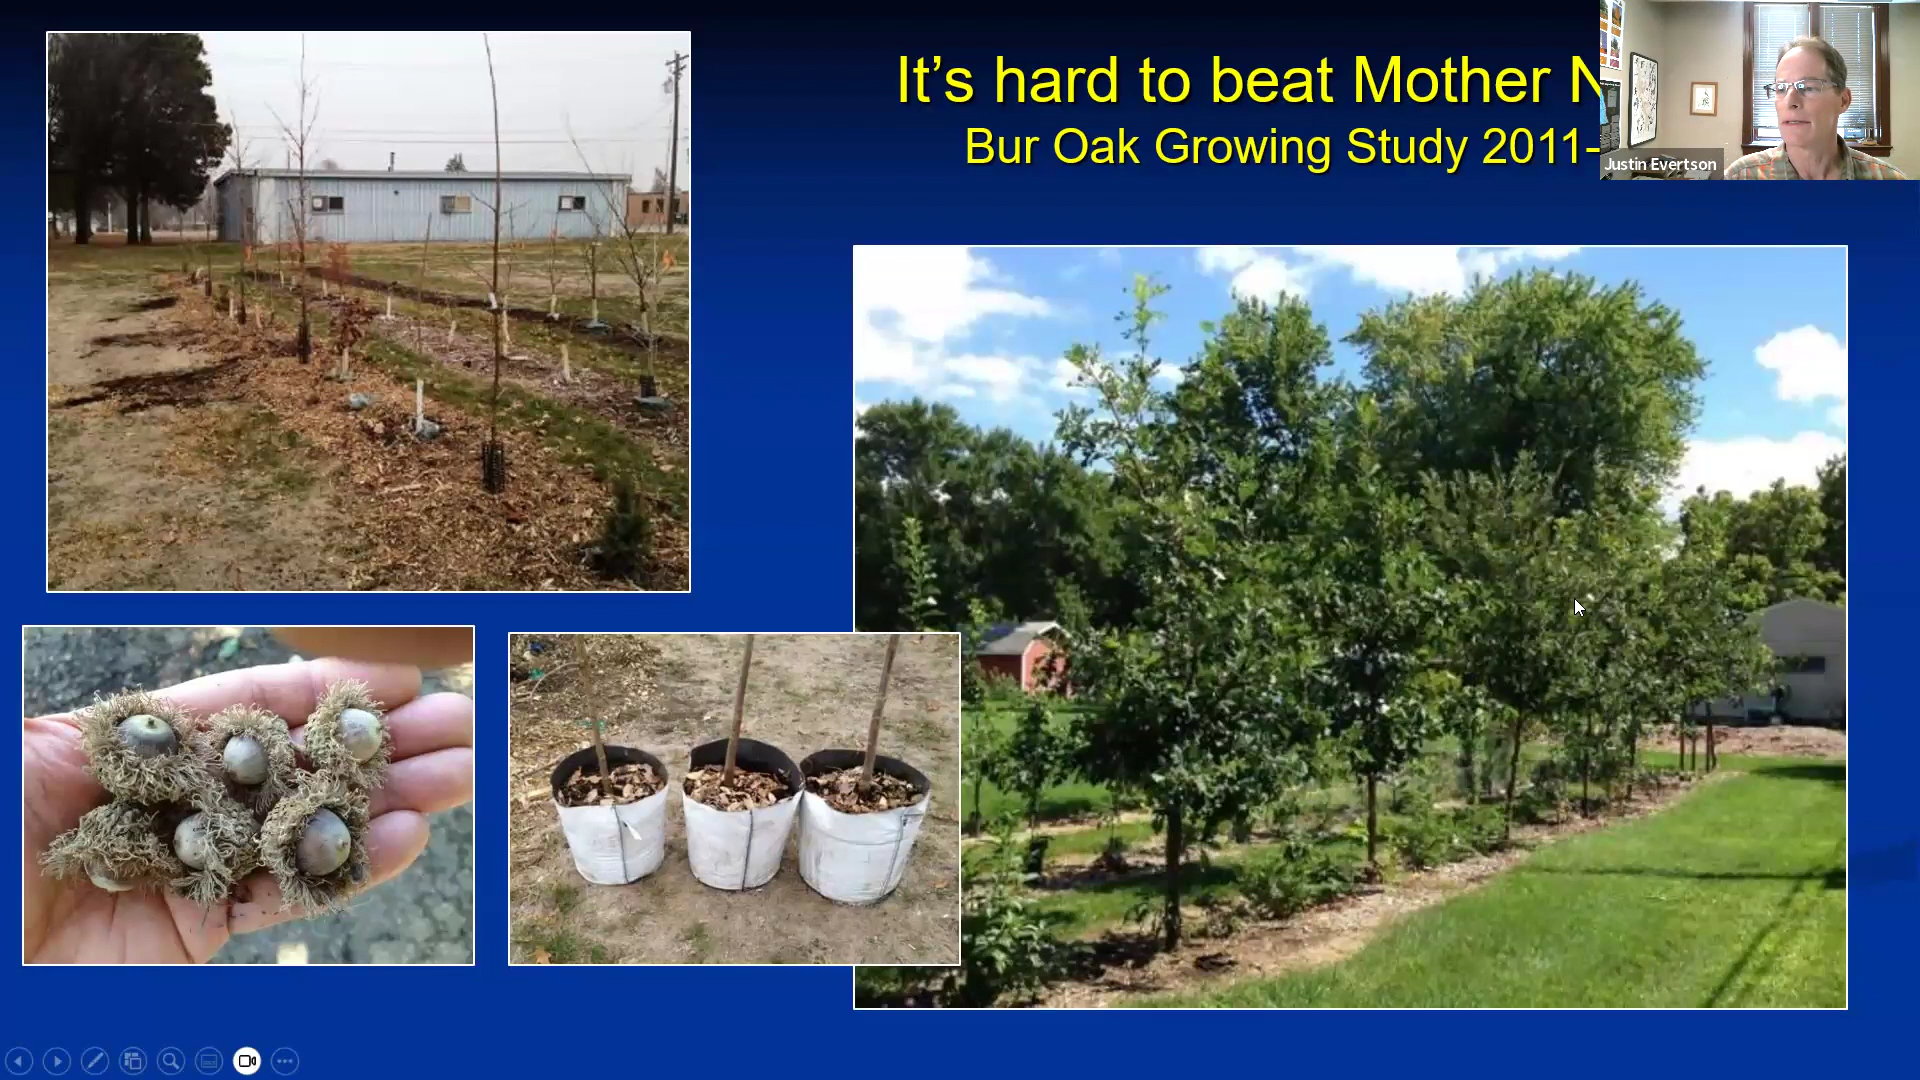 It’s hard to beat Mother N
Bur Oak Growing Study 2011-
Justin Evertson